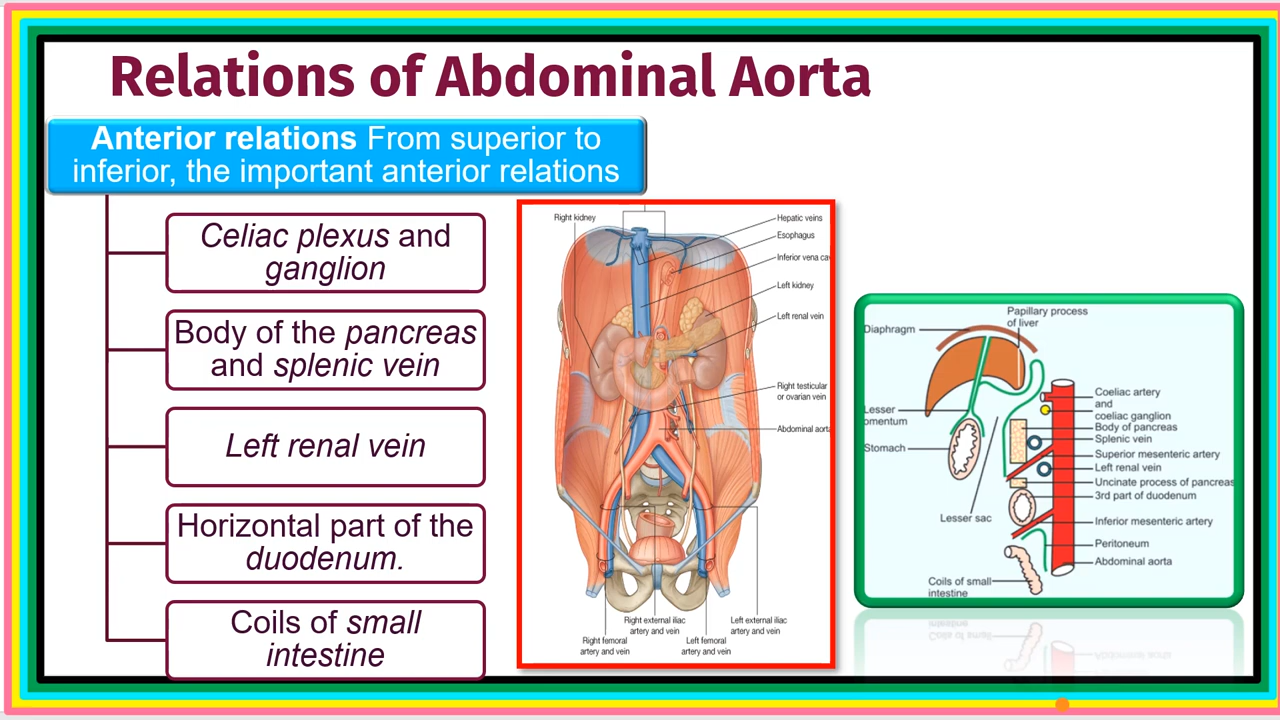 Relations of Abdominal Aorta
Anterior relations From superior to
inferior, the important anterior relations
Celiac plexus and
ganglion
Body of the pancreas
and splenic vein
Left renal vein
Horizontal part of the
duodenum.
Coils of small
intestine
Right kidney
Hepatic veins
Esophagus
Inferior vena cav
Left kidney
Left renal vein
Right testicular
or ovarian vein
Abdominal aorta
Right external iliac
artery and vein
Left external iliac
artery and vein
Right femoral
artery and vein
Left femoral
artery and vein
Papillary process
of liver
Diaphragm
Lesser
omentum
Stomach
Lesser sac
Coeliac artery
and
coeliac ganglion
Body of pancreas
Splenic vein
Superior mesenteric artery
Left renal vein
Uncinate process of pancreas
3rd part of duodenum
Inferior mesenteric artery
Peritoneum
Abdominal aorta
Coils of small
intestine